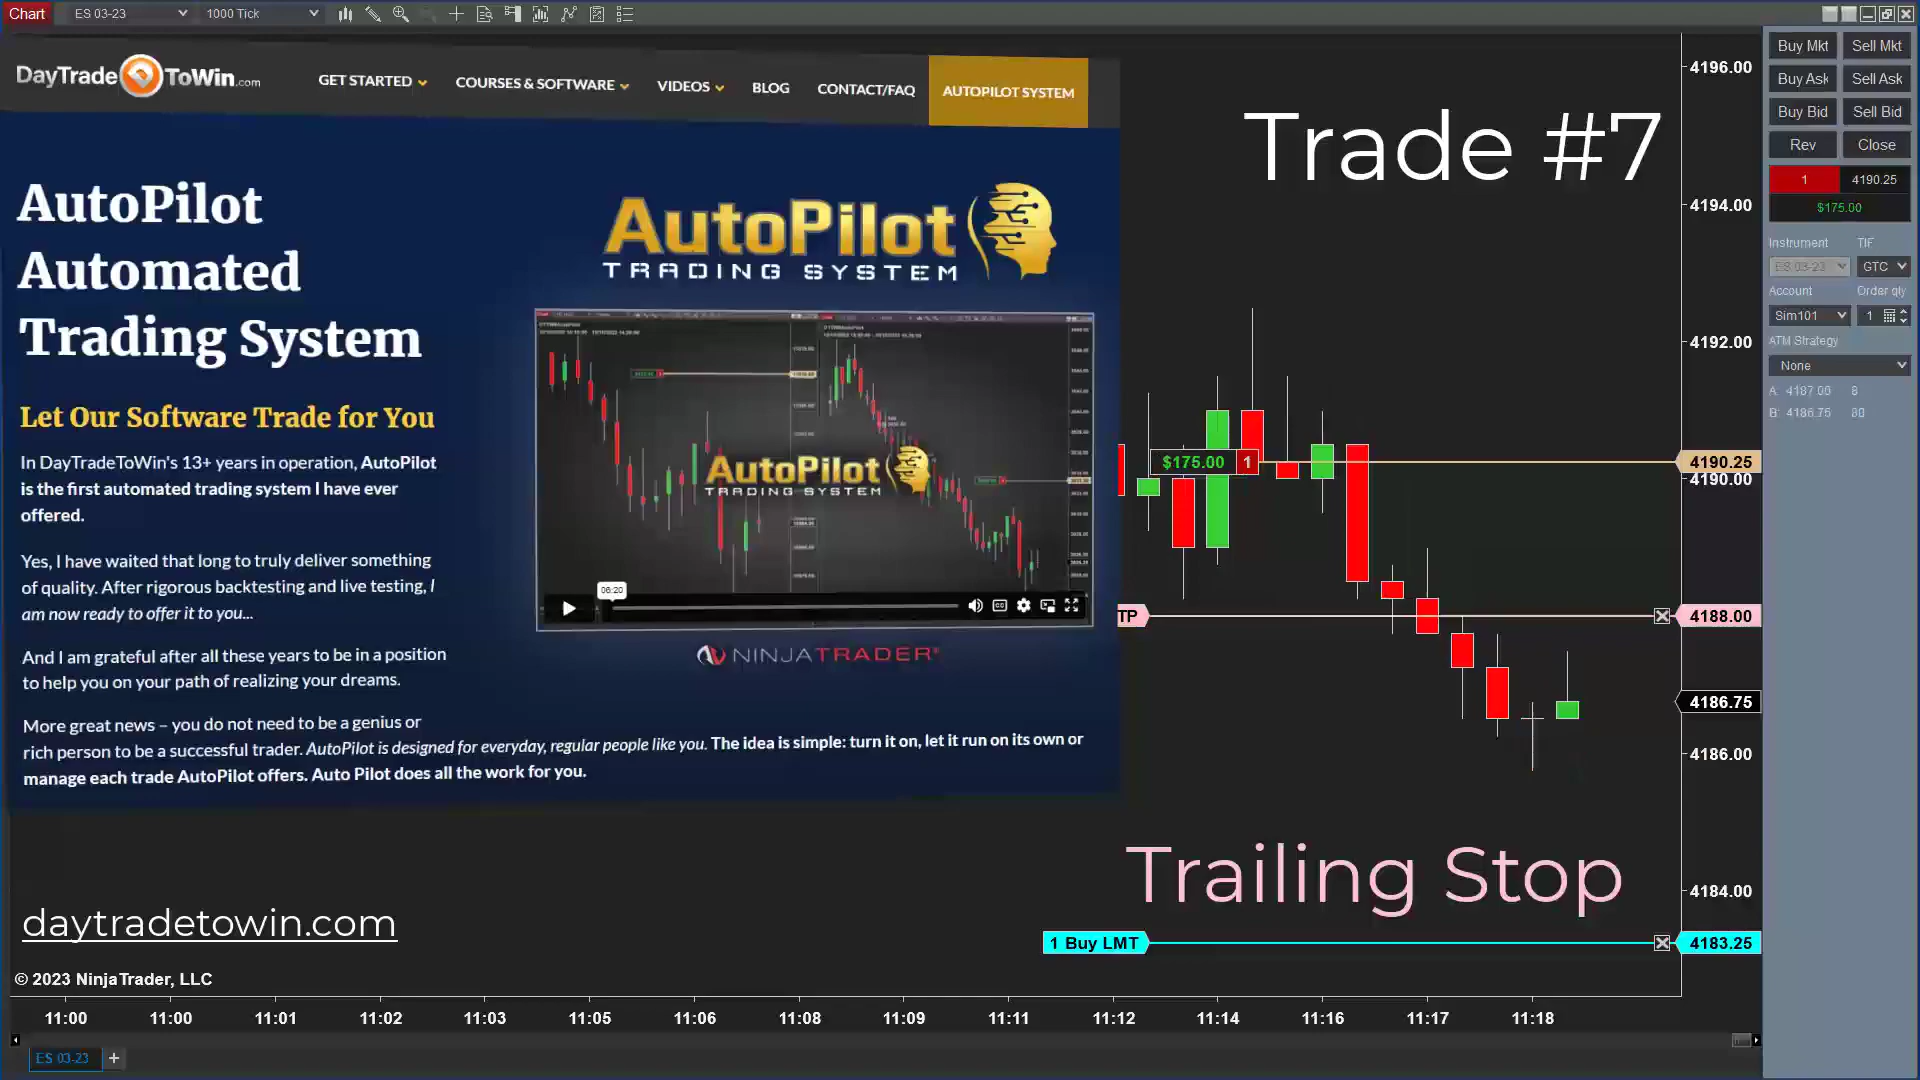 Chart ES 03-23 1000 Tick
DayTradeToWin.com GET STARTED COURSES & SOFTWARE VIDEOS BLOG CONTACT/FAQ AUTOPILOT SYSTEM
AutoPilot
Automated
Trading System
Let Our Software Trade for You
In DayTradeToWin's 13+ years in operation, AutoPilot
is the first automated trading system I have ever
offered.
Yes, I have waited that long to truly deliver something
of quality. After rigorous backtesting and live testing, I
am now ready to offer it to you...
And I am grateful after all these years to be in a position
to help you on your path of realizing your dreams.
More great news – you do not need to be a genius or
rich person to be a successful trader. AutoPilot is designed for everyday, regular people like you. The idea is simple: turn it on, let it run on its own or
manage each trade AutoPilot offers. Auto Pilot does all the work for you.
AutoPilot
TRADING SYSTEM
AutoPilot
TRADING SYSTEM
06:20
NINJATRADER®
Trade #7
$175.00 1
TP
Trailing Stop
1 Buy LMT
daytradetowin.com
© 2023 NinjaTrader, LLC
4196.00
4194.00
4192.00
4190.25
4190.00
4188.00
4186.75
4186.00
4184.00
4183.25
11:00 11:00 11:01 11:02 11:03 11:05 11:06 11:08 11:09 11:11 11:12 11:14 11:16 11:17 11:18
ES 03-23 +
Buy Mkt Sell Mkt
Buy Ask Sell Ask
Buy Bid Sell Bid
Rev Close
1 4190.25
$175.00
Instrument TIF
ES 03-23 GTC
Account Order qty
Sim101 1
ATM Strategy
None
A: 4187.00 8
B: 4186.75